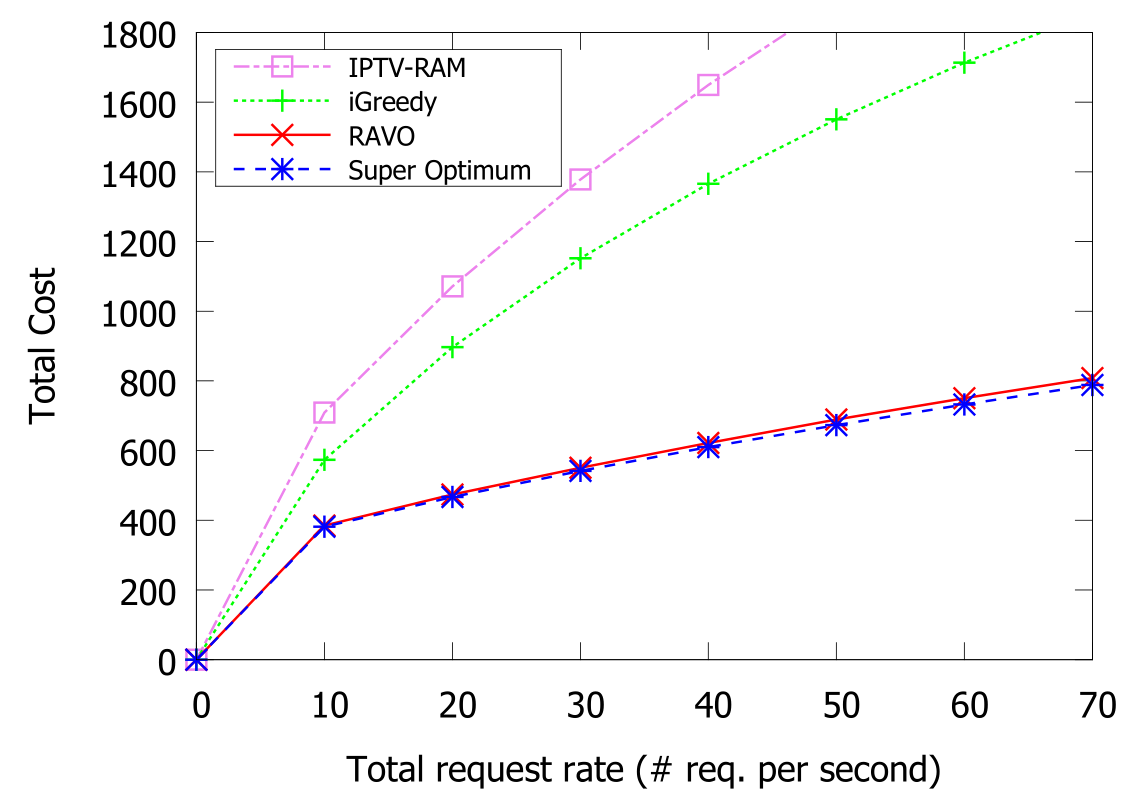 1800
1600
1400
1200
1000
800
600
400
200
0
Total Cost
IPTV-RAM
iGreedy
RAVO
Super Optimum
0 10 20 30 40 50 60 70
Total request rate (# req. per second)